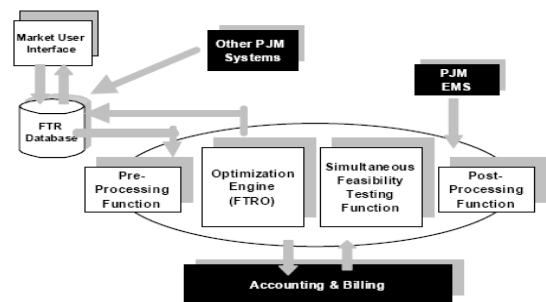 Market User
Interface
Other PJM
Systems
PJM
EMS
FTR
Database
Pre-
Processing
Function
Optimization
Engine
(FTRO)
Simultaneous
Feasibility
Testing
Function
Post-
Processing
Function
Accounting & Billing